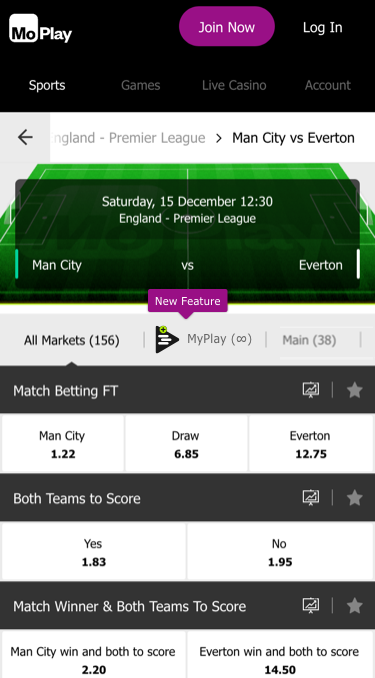 MoPlay
Join Now
Log In
Sports
Games
Live Casino
Account
ngland - Premier League > Man City vs Everton
Saturday, 15 December 12:30
England - Premier League
Man City
vs
Everton
New Feature
All Markets (156)
MyPlay (∞)
Main (38)
Match Betting FT
Man City
Draw
Everton
1.22
6.85
12.75
Both Teams to Score
Yes
No
1.83
1.95
Match Winner & Both Teams To Score
Man City win and both to score
Everton win and both to score
2.20
14.50